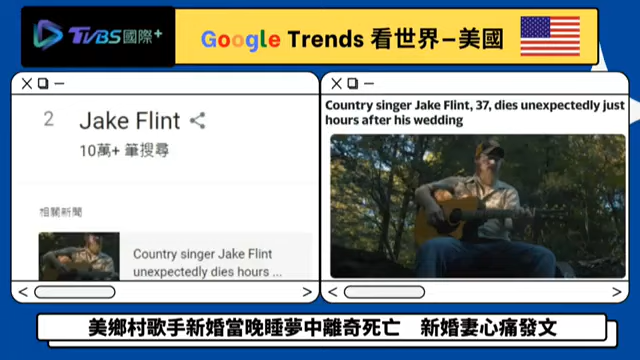 TVBS國際+
Google Trends 看世界–美國
2 Jake Flint
10萬+ 筆搜尋
相關新聞
Country singer Jake Flint
unexpectedly dies hours ...
Country singer Jake Flint, 37, dies unexpectedly just
hours after his wedding
美鄉村歌手新婚當晚睡夢中離奇死亡 新婚妻心痛發文